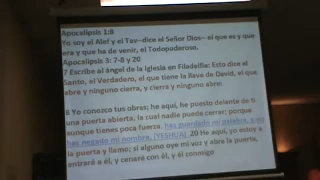 Apocalipsis 1:8
Yo soy el Alef y el Tav--dice el Señor Dios-- el que es y que
era y que ha de venir, el Todopoderoso.
Apocalipsis 3: 7-8 y 20
7 Escribe al ángel de la iglesia en Filadelfia: Esto dice el
Santo, el Verdadero, el que tiene la llave de David, el que
abre y ninguno cierra, y cierra y ninguno abre:
8 Yo conozco tus obras; he aquí, he puesto delante de ti
una puerta abierta, la cual nadie puede cerrar; porque
aunque tienes poca fuerza, has guardado mi palabra, y no
has negado mi nombre. (YESHUA) 20 He aquí, yo estoy a
la puerta y llamo; si alguno oye mi voz y abre la puerta,
entraré a él, y cenaré con él, y él conmigo